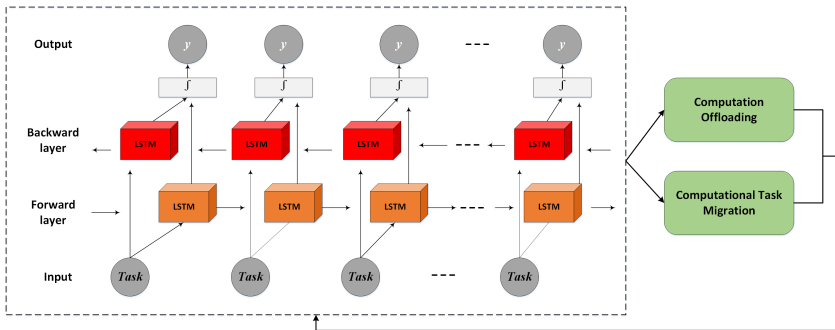 Output
y y y y
∫ ∫ ∫ ∫
Backward
layer
LSTM LSTM LSTM LSTM
Forward
layer
LSTM LSTM LSTM LSTM
Input
Task Task Task Task
Computation
Offloading
Computational Task
Migration